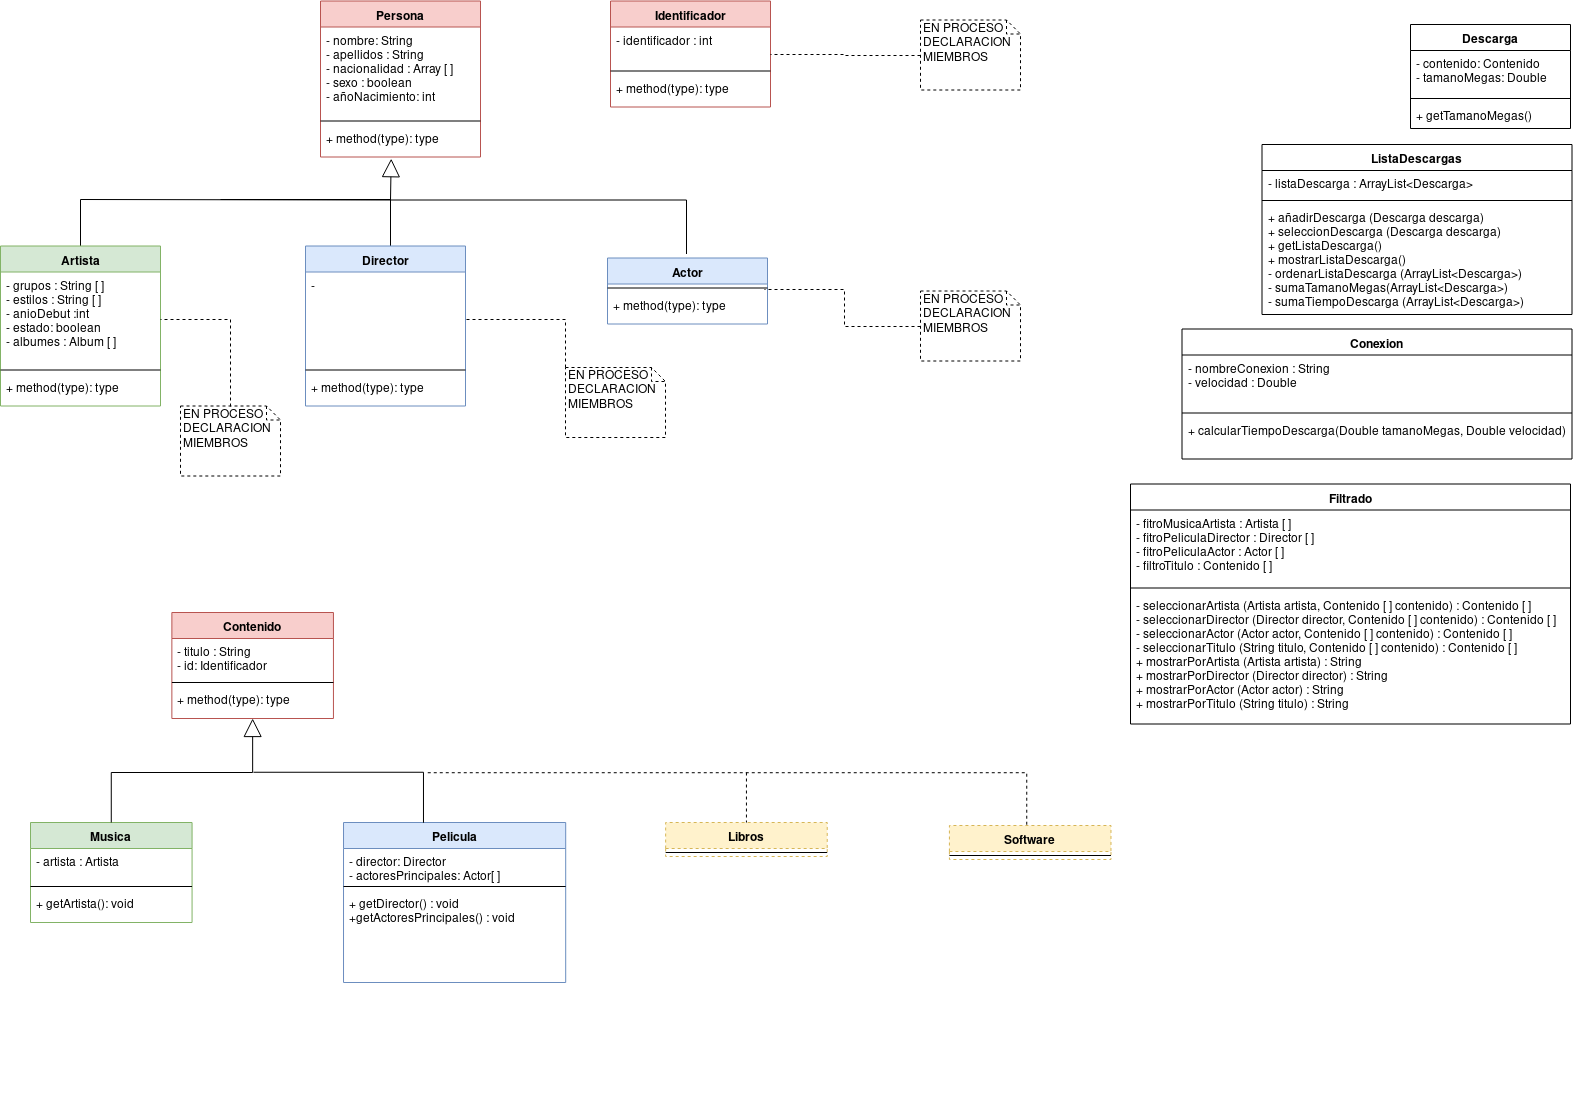 Persona
- nombre: String
- apellidos : String
- nacionalidad : Array [ ]
- sexo : boolean
- añoNacimiento: int
+ method(type): type
Identificador
- identificador : int
+ method(type): type
EN PROCESO
DECLARACION
MIEMBROS
Descarga
- contenido: Contenido
- tamanoMegas: Double
+ getTamanoMegas()
ListaDescargas
- listaDescarga : ArrayList<Descarga>
+ añadirDescarga (Descarga descarga)
+ seleccionDescarga (Descarga descarga)
+ getListaDescarga()
+ mostrarListaDescarga()
- ordenarListaDescarga (ArrayList<Descarga>)
- sumaTamanoMegas(ArrayList<Descarga>)
- sumaTiempoDescarga (ArrayList<Descarga>)
Artista
- grupos : String [ ]
- estilos : String [ ]
- anioDebut :int
- estado: boolean
- albumes : Album [ ]
+ method(type): type
EN PROCESO
DECLARACION
MIEMBROS
Director
-
+ method(type): type
EN PROCESO
DECLARACION
MIEMBROS
Actor
+ method(type): type
EN PROCESO
DECLARACION
MIEMBROS
Conexion
- nombreConexion : String
- velocidad : Double
+ calcularTiempoDescarga(Double tamanoMegas, Double velocidad)
Filtrado
- fitroMusicaArtista : Artista [ ]
- fitroPeliculaDirector : Director [ ]
- fitroPeliculaActor : Actor [ ]
- filtroTitulo : Contenido [ ]
- seleccionarArtista (Artista artista, Contenido [ ] contenido) : Contenido [ ]
- seleccionarDirector (Director director, Contenido [ ] contenido) : Contenido [ ]
- seleccionarActor (Actor actor, Contenido [ ] contenido) : Contenido [ ]
- seleccionarTitulo (String titulo, Contenido [ ] contenido) : Contenido [ ]
+ mostrarPorArtista (Artista artista) : String
+ mostrarPorDirector (Director director) : String
+ mostrarPorActor (Actor actor) : String
+ mostrarPorTitulo (String titulo) : String
Contenido
- titulo : String
- id: Identificador
+ method(type): type
Musica
- artista : Artista
+ getArtista(): void
Pelicula
- director: Director
- actoresPrincipales: Actor[ ]
+ getDirector() : void
+getActoresPrincipales() : void
Libros
Software